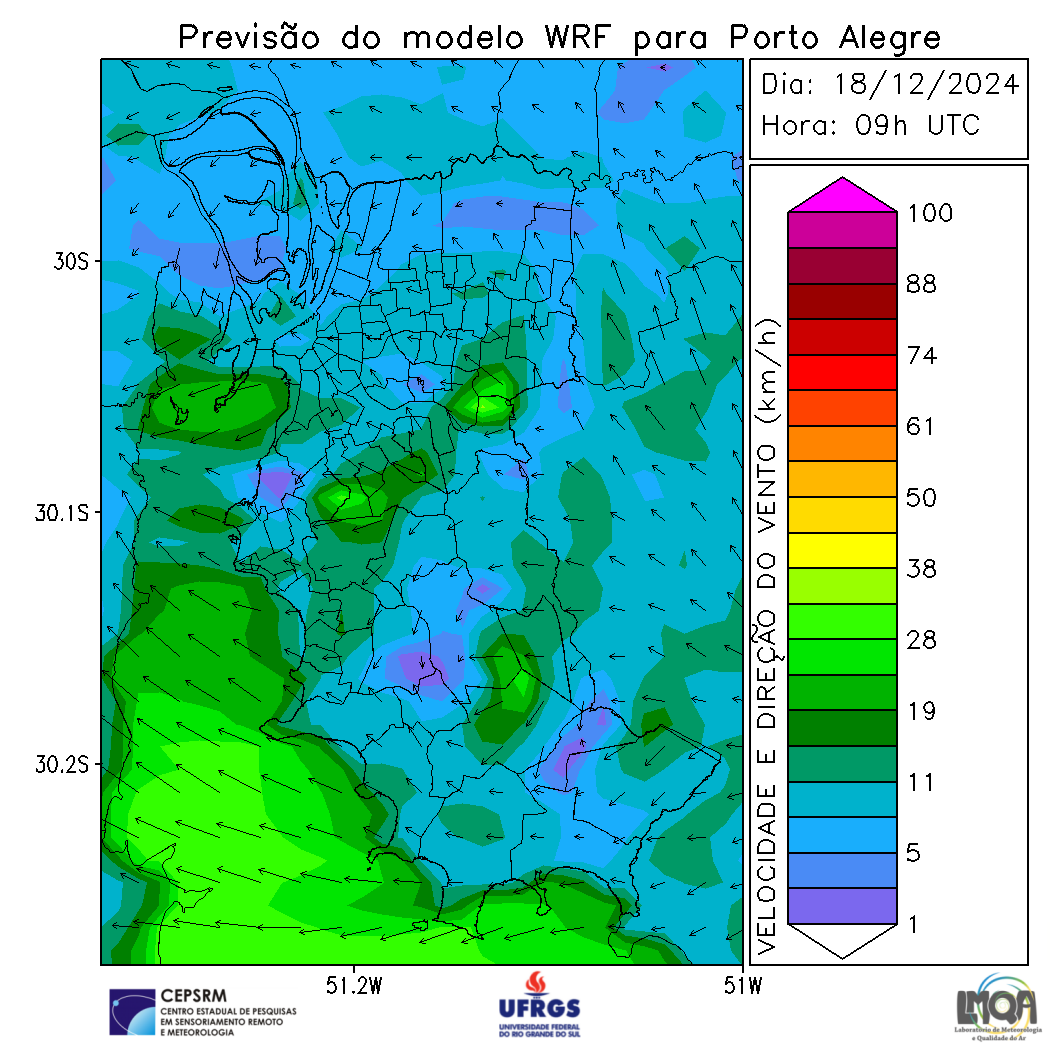 Previsão do modelo WRF para Porto Alegre
Dia: 18/12/2024
Hora: 09h UTC
30S
30.1S
30.2S
51.2W
51W
VELOCIDADE E DIREÇÃO DO VENTO (km/h)
100
88
74
61
50
38
28
19
11
5
1
CEPSRM
CENTRO ESTADUAL DE PESQUISAS
EM SENSORIAMENTO REMOTO
E METEOROLOGIA
UFRGS
UNIVERSIDADE FEDERAL
DO RIO GRANDE DO SUL
LMQA
Laboratório de Meteorologia
e Qualidade do Ar